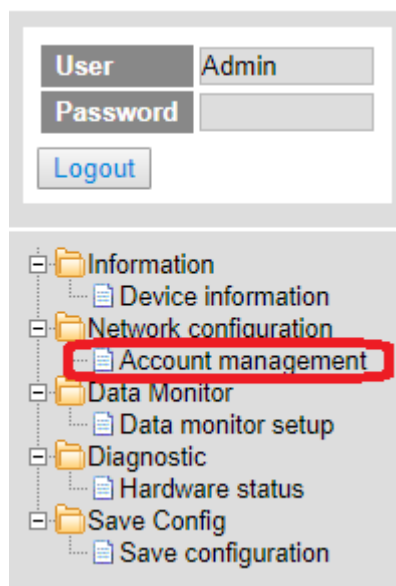 User Admin
Password
Logout
Information
Device information
Network configuration
Account management
Data Monitor
Data monitor setup
Diagnostic
Hardware status
Save Config
Save configuration